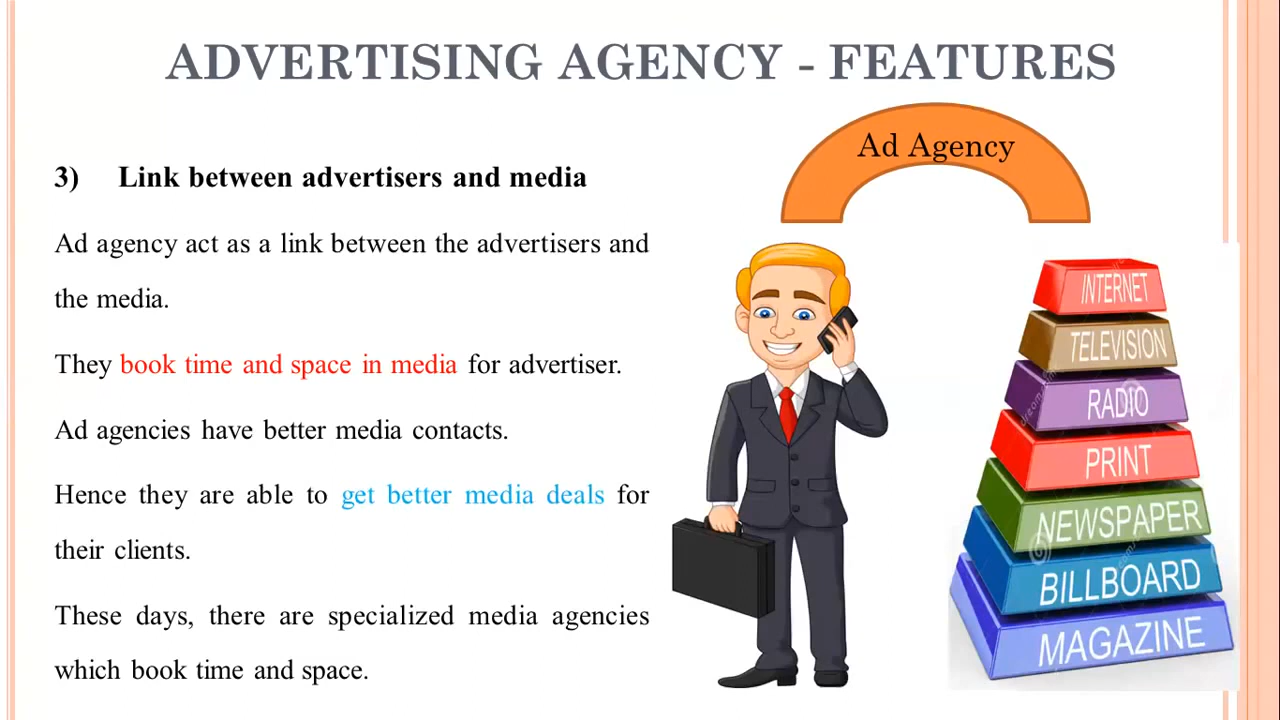 ADVERTISING AGENCY - FEATURES
Ad Agency
3) Link between advertisers and media
Ad agency act as a link between the advertisers and
the media.
They book time and space in media for advertiser.
Ad agencies have better media contacts.
Hence they are able to get better media deals for
their clients.
These days, there are specialized media agencies
which book time and space.
INTERNET
TELEVISION
RADIO
PRINT
NEWSPAPER
BILLBOARD
MAGAZINE